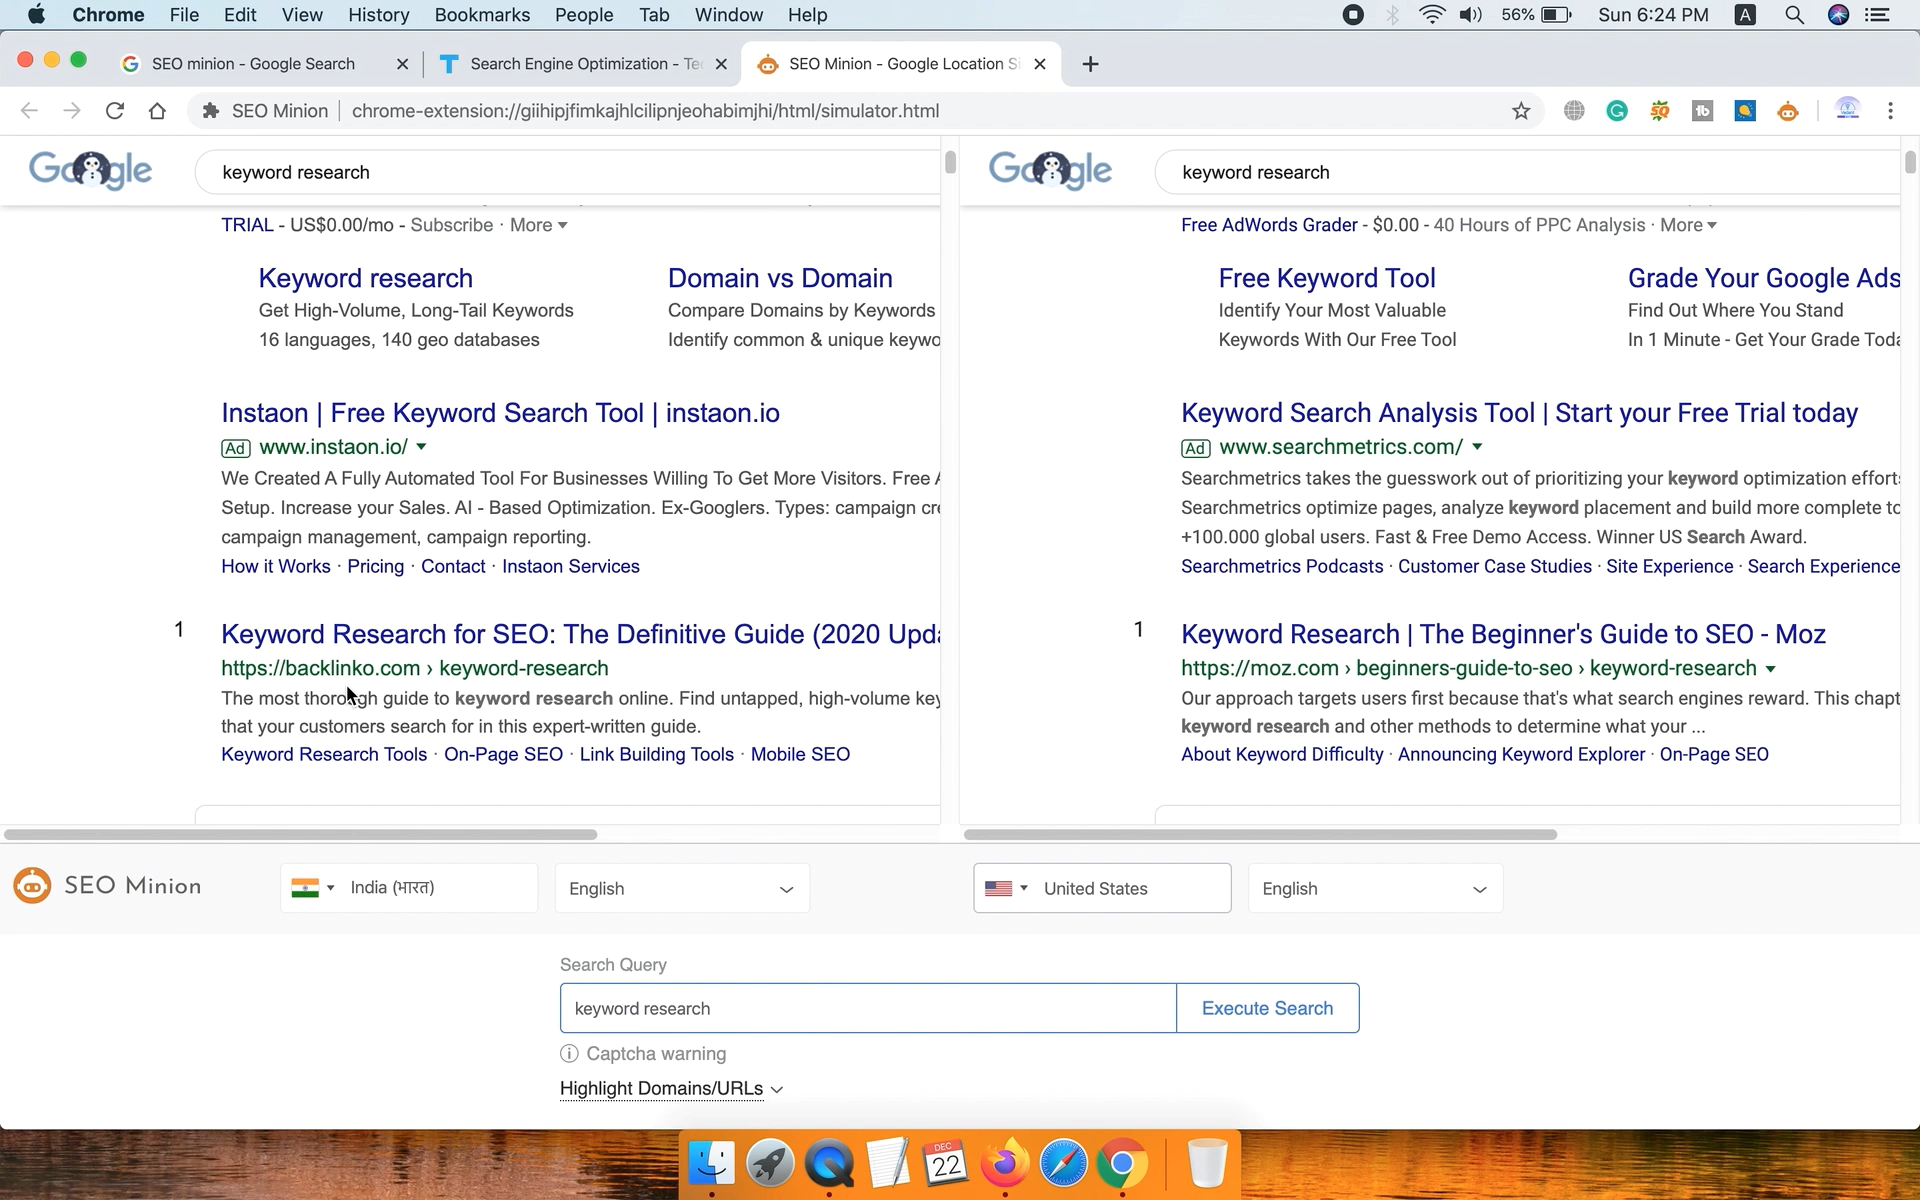 Chrome File Edit View History Bookmarks People Tab Window Help 56% Sun 6:24 PM A
SEO minion - Google Search
Search Engine Optimization - Te
SEO Minion - Google Location S
SEO Minion chrome-extension://giihipjfimkajhlcilipnjeohabimjhi/html/simulator.html
Google
keyword research
TRIAL - US$0.00/mo - Subscribe · More
Keyword research
Get High-Volume, Long-Tail Keywords
16 languages, 140 geo databases
Domain vs Domain
Compare Domains by Keywords
Identify common & unique keywo
Instaon | Free Keyword Search Tool | instaon.io
Ad www.instaon.io/
We Created A Fully Automated Tool For Businesses Willing To Get More Visitors. Free A
Setup. Increase your Sales. AI - Based Optimization. Ex-Googlers. Types: campaign cre
campaign management, campaign reporting.
How it Works · Pricing · Contact · Instaon Services
1 Keyword Research for SEO: The Definitive Guide (2020 Upda
https://backlinko.com › keyword-research
The most thorough guide to keyword research online. Find untapped, high-volume key
that your customers search for in this expert-written guide.
Keyword Research Tools · On-Page SEO · Link Building Tools · Mobile SEO
Google
keyword research
Free AdWords Grader - $0.00 - 40 Hours of PPC Analysis · More
Free Keyword Tool
Identify Your Most Valuable
Keywords With Our Free Tool
Grade Your Google Ads
Find Out Where You Stand
In 1 Minute - Get Your Grade Toda
Keyword Search Analysis Tool | Start your Free Trial today
Ad www.searchmetrics.com/
Searchmetrics takes the guesswork out of prioritizing your keyword optimization efforts
Searchmetrics optimize pages, analyze keyword placement and build more complete to
+100.000 global users. Fast & Free Demo Access. Winner US Search Award.
Searchmetrics Podcasts · Customer Case Studies · Site Experience · Search Experience
1 Keyword Research | The Beginner's Guide to SEO - Moz
https://moz.com › beginners-guide-to-seo › keyword-research
Our approach targets users first because that's what search engines reward. This chapt
keyword research and other methods to determine what your ...
About Keyword Difficulty · Announcing Keyword Explorer · On-Page SEO
SEO Minion India (भारत) English United States English
Search Query
keyword research Execute Search
Captcha warning
Highlight Domains/URLs
DEC
22